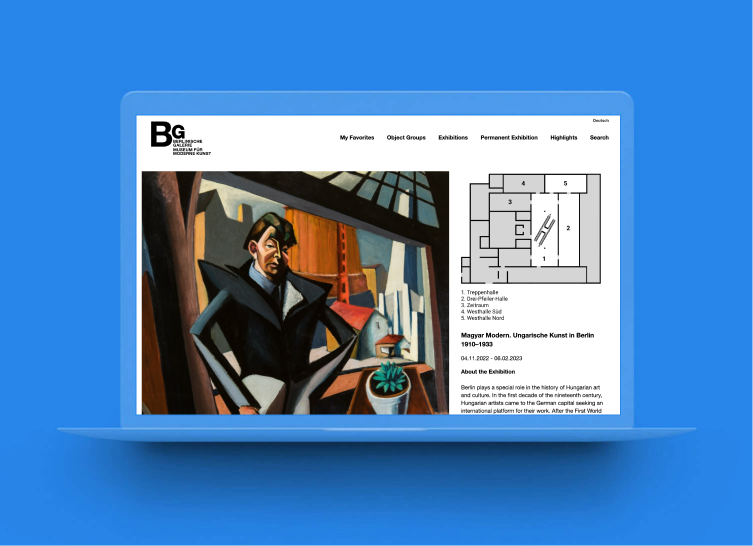 Deutsch
BG
BERLINISCHE
GALERIE
MUSEUM FÜR
MODERNE KUNST
My Favorites Object Groups Exhibitions Permanent Exhibition Highlights Search
4
5
3
2
1
1. Treppenhalle
2. Drei-Pfeiler-Halle
3. Zeitraum
4. Westhalle Süd
5. Westhalle Nord
Magyar Modern. Ungarische Kunst in Berlin
1910–1933
04.11.2022 - 06.02.2023
About the Exhibition
Berlin plays a special role in the history of Hungarian art
and culture. In the first decade of the nineteenth century,
Hungarian artists came to the German capital seeking an
international platform for their work. After the First World